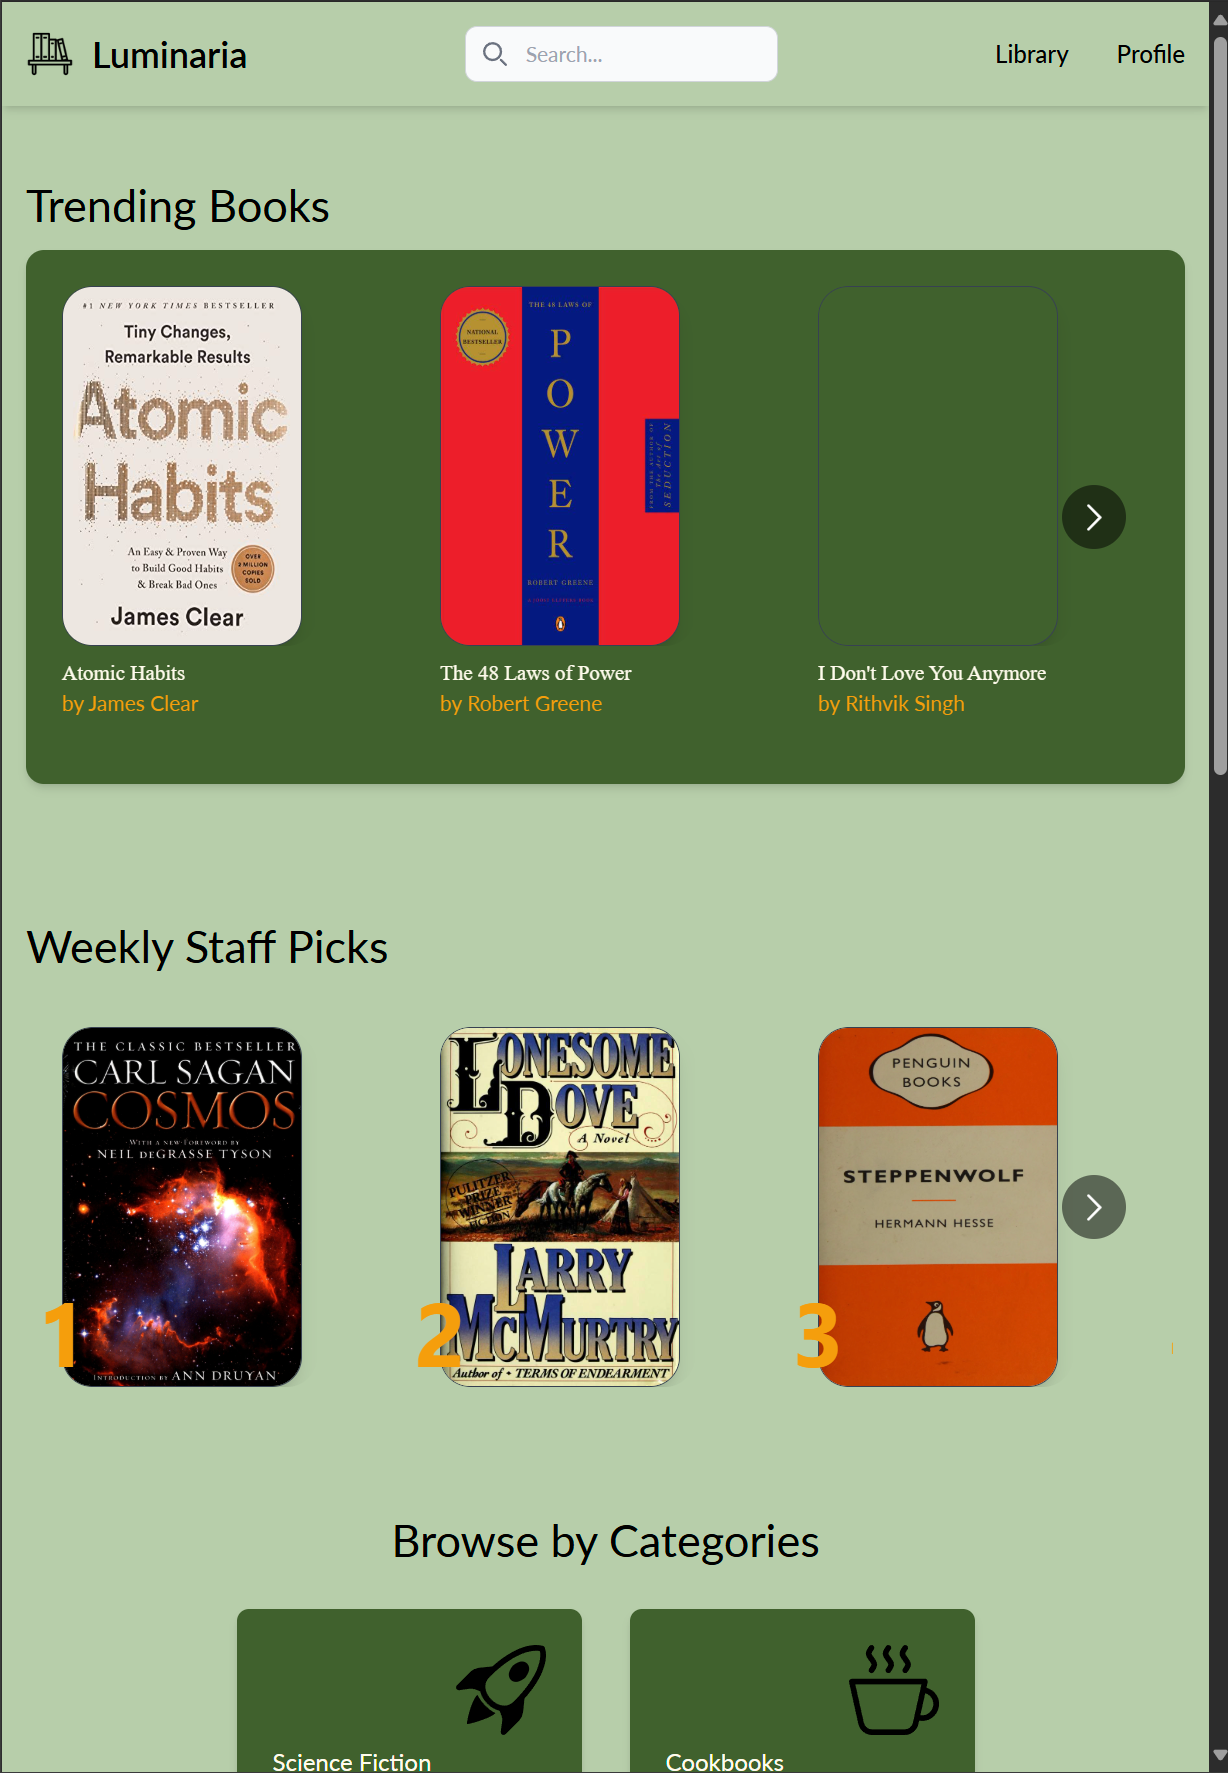 Luminaria
Search...
Library
Profile
Trending Books
#1 NEW YORK TIMES BESTSELLER
Tiny Changes,
Remarkable Results
Atomic
Habits
An Easy & Proven Way
to Build Good Habits
& Break Bad Ones
OVER
2 MILLION
COPIES
SOLD
James Clear
Atomic Habits
by James Clear
THE 48 LAWS OF
NATIONAL
BESTSELLER
POWER
FROM THE AUTHOR OF
The Art of
SEDUCTION
ROBERT GREENE
The 48 Laws of Power
by Robert Greene
I Don't Love You Anymore
by Rithvik Singh
Weekly Staff Picks
THE CLASSIC BESTSELLER
CARL SAGAN
COSMOS
WITH A NEW FOREWORD BY
NEIL DEGRASSE TYSON
INTRODUCTION BY ANN DRUYAN
1
LONESOME
DOVE
A Novel
PULITZER
PRIZE
WINNER
FICTION
LARRY
MCMURTRY
Author of • TERMS OF ENDEARMENT
2
PENGUIN
BOOKS
STEPPENWOLF
HERMANN HESSE
3
Browse by Categories
Science Fiction
Cookbooks